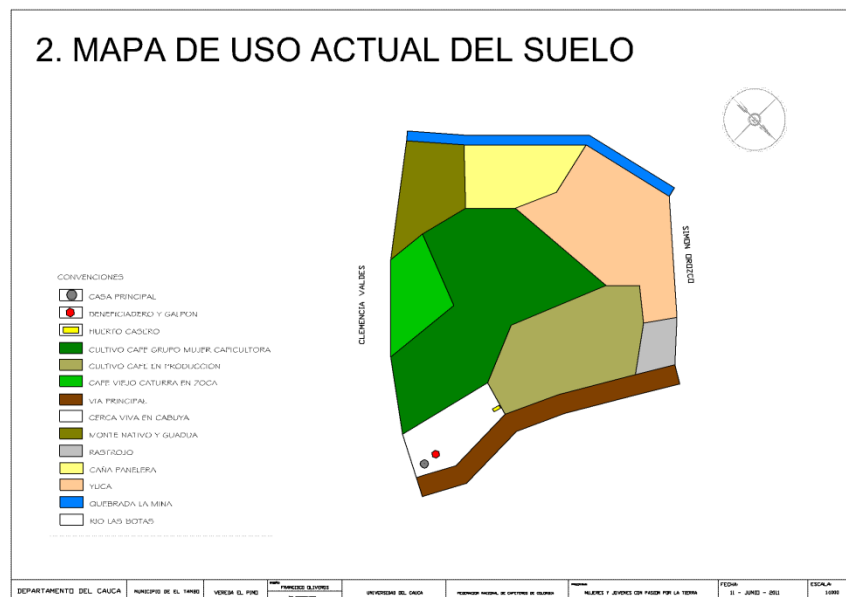 2. MAPA DE USO ACTUAL DEL SUELO
CLEMENCIA VALDES
SIMON OROZCO
CONVENCIONES
CASA PRINCIPAL
BENEFICIADERO Y GALPON
HUERTO CASERO
CULTIVO CAFE GRUPO MUJER CAFICULTORA
CULTIVO CAFE EN PRODUCCION
CAFE VIEJO CATURRA EN ZOCA
VIA PRINCIPAL
CERCA VIVA EN CABUYA
MONTE NATIVO Y GUADUA
RASTROJO
CAÑA PANELERA
YUCA
QUEBRADA LA MINA
RIO LAS BOTAS
DEPARTAMENTO DEL CAUCA
MUNICIPIO DE EL TAMBO
VEREDA EL PINO
FRANCISCO OLIVEROS
UNIVERSIDAD DEL CAUCA
FEDERACION NACIONAL DE CAFETEROS DE COLOMBIA
MUJERES Y JOVENES CON PASION POR LA TIERRA
FECHA:
11 - JUNIO - 2011
ESCALA: